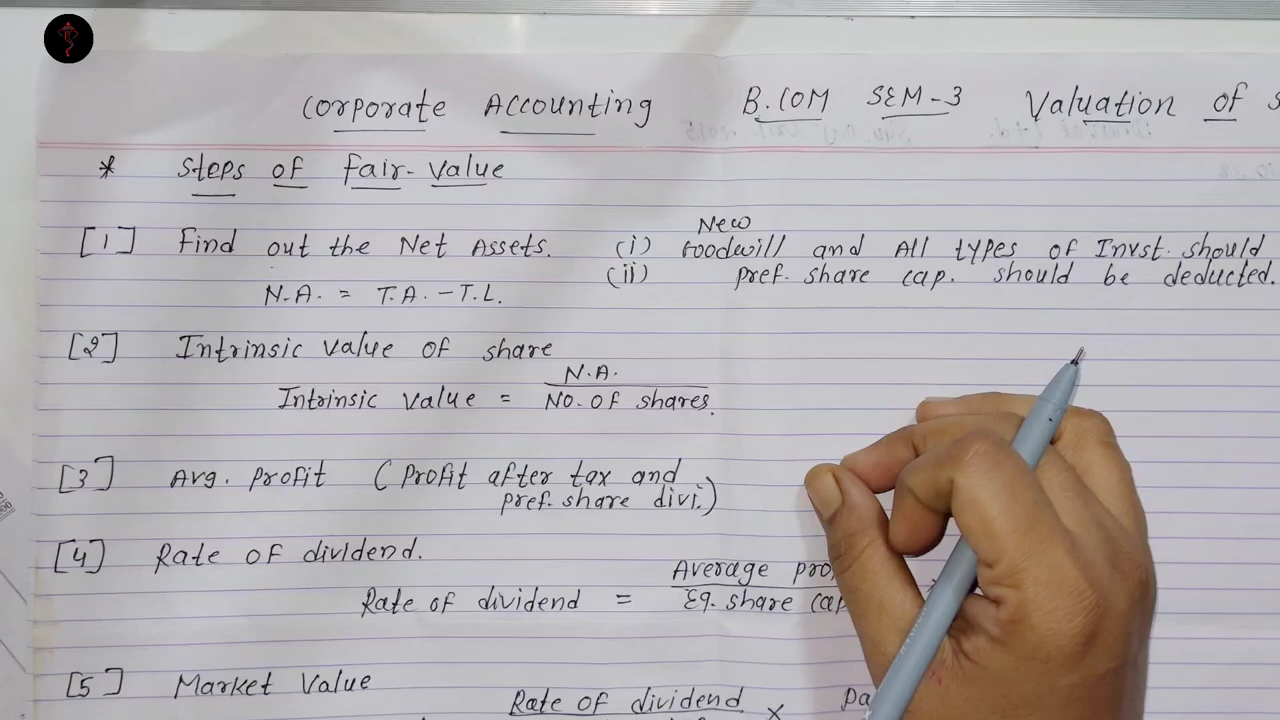 Corporate Accounting B.COM SEM-3 Valuation of S
* Steps of fair-value
[1] Find out the Net Assets. (i) New Goodwill and All types of Invst. should
(ii) pref. share cap. should be deducted.
N.A. = T.A. - T.L.
[2] Intrinsic value of share
Intrinsic value = N.A.
No. of shares.
[3] Avg. profit (profit after tax and
pref. share divi.)
[4] Rate of dividend.
Average pro
Rate of dividend = Eq. share cap
[5] Market Value
Rate of dividend × pa